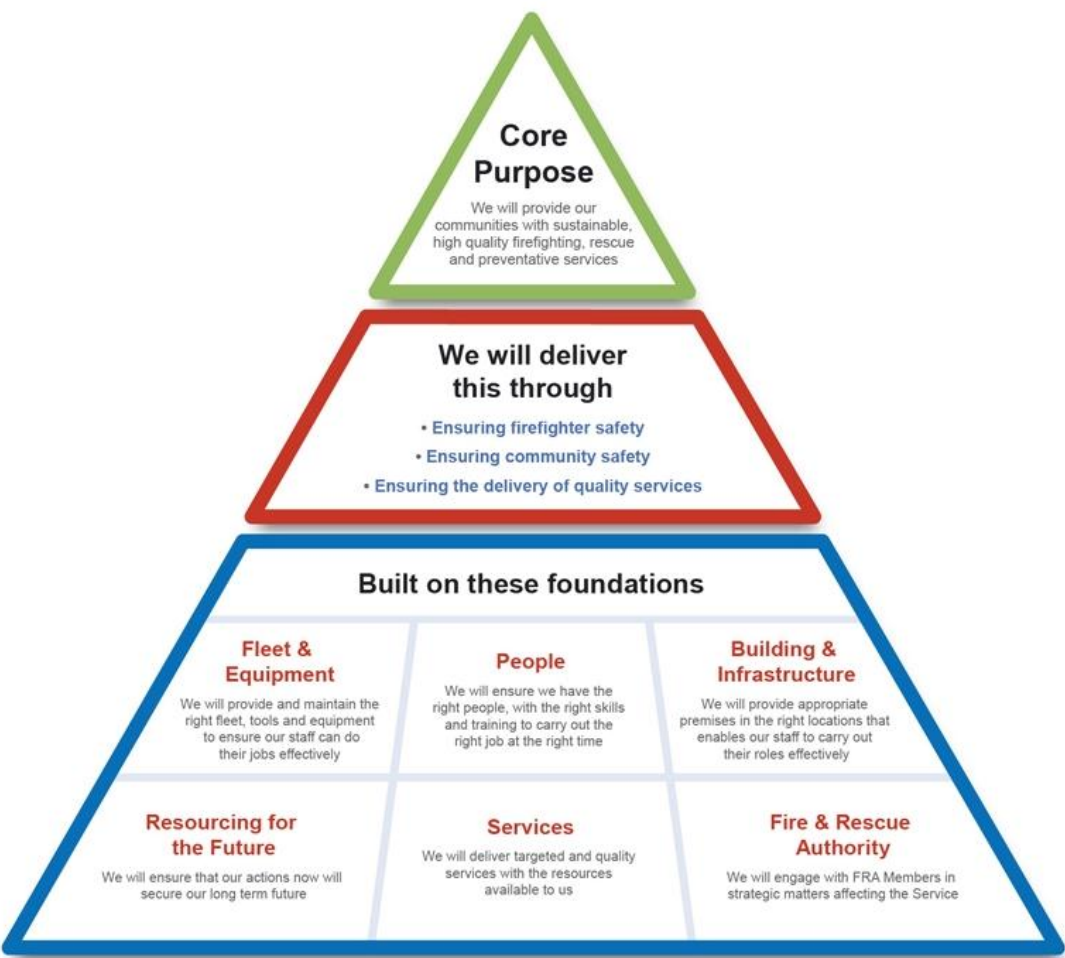 Core
Purpose
We will provide our
communities with sustainable,
high quality firefighting, rescue
and preventative services
We will deliver
this through
• Ensuring firefighter safety
• Ensuring community safety
• Ensuring the delivery of quality services
Built on these foundations
Fleet &
Equipment
We will provide and maintain the
right fleet, tools and equipment
to ensure our staff can do
their jobs effectively
People
We will ensure we have the
right people, with the right skills
and training to carry out the
right job at the right time
Building &
Infrastructure
We will provide appropriate
premises in the right locations that
enables our staff to carry out
their roles effectively
Resourcing for
the Future
We will ensure that our actions now will
secure our long term future
Services
We will deliver targeted and quality
services with the resources
available to us
Fire & Rescue
Authority
We will engage with FRA Members in
strategic matters affecting the Service